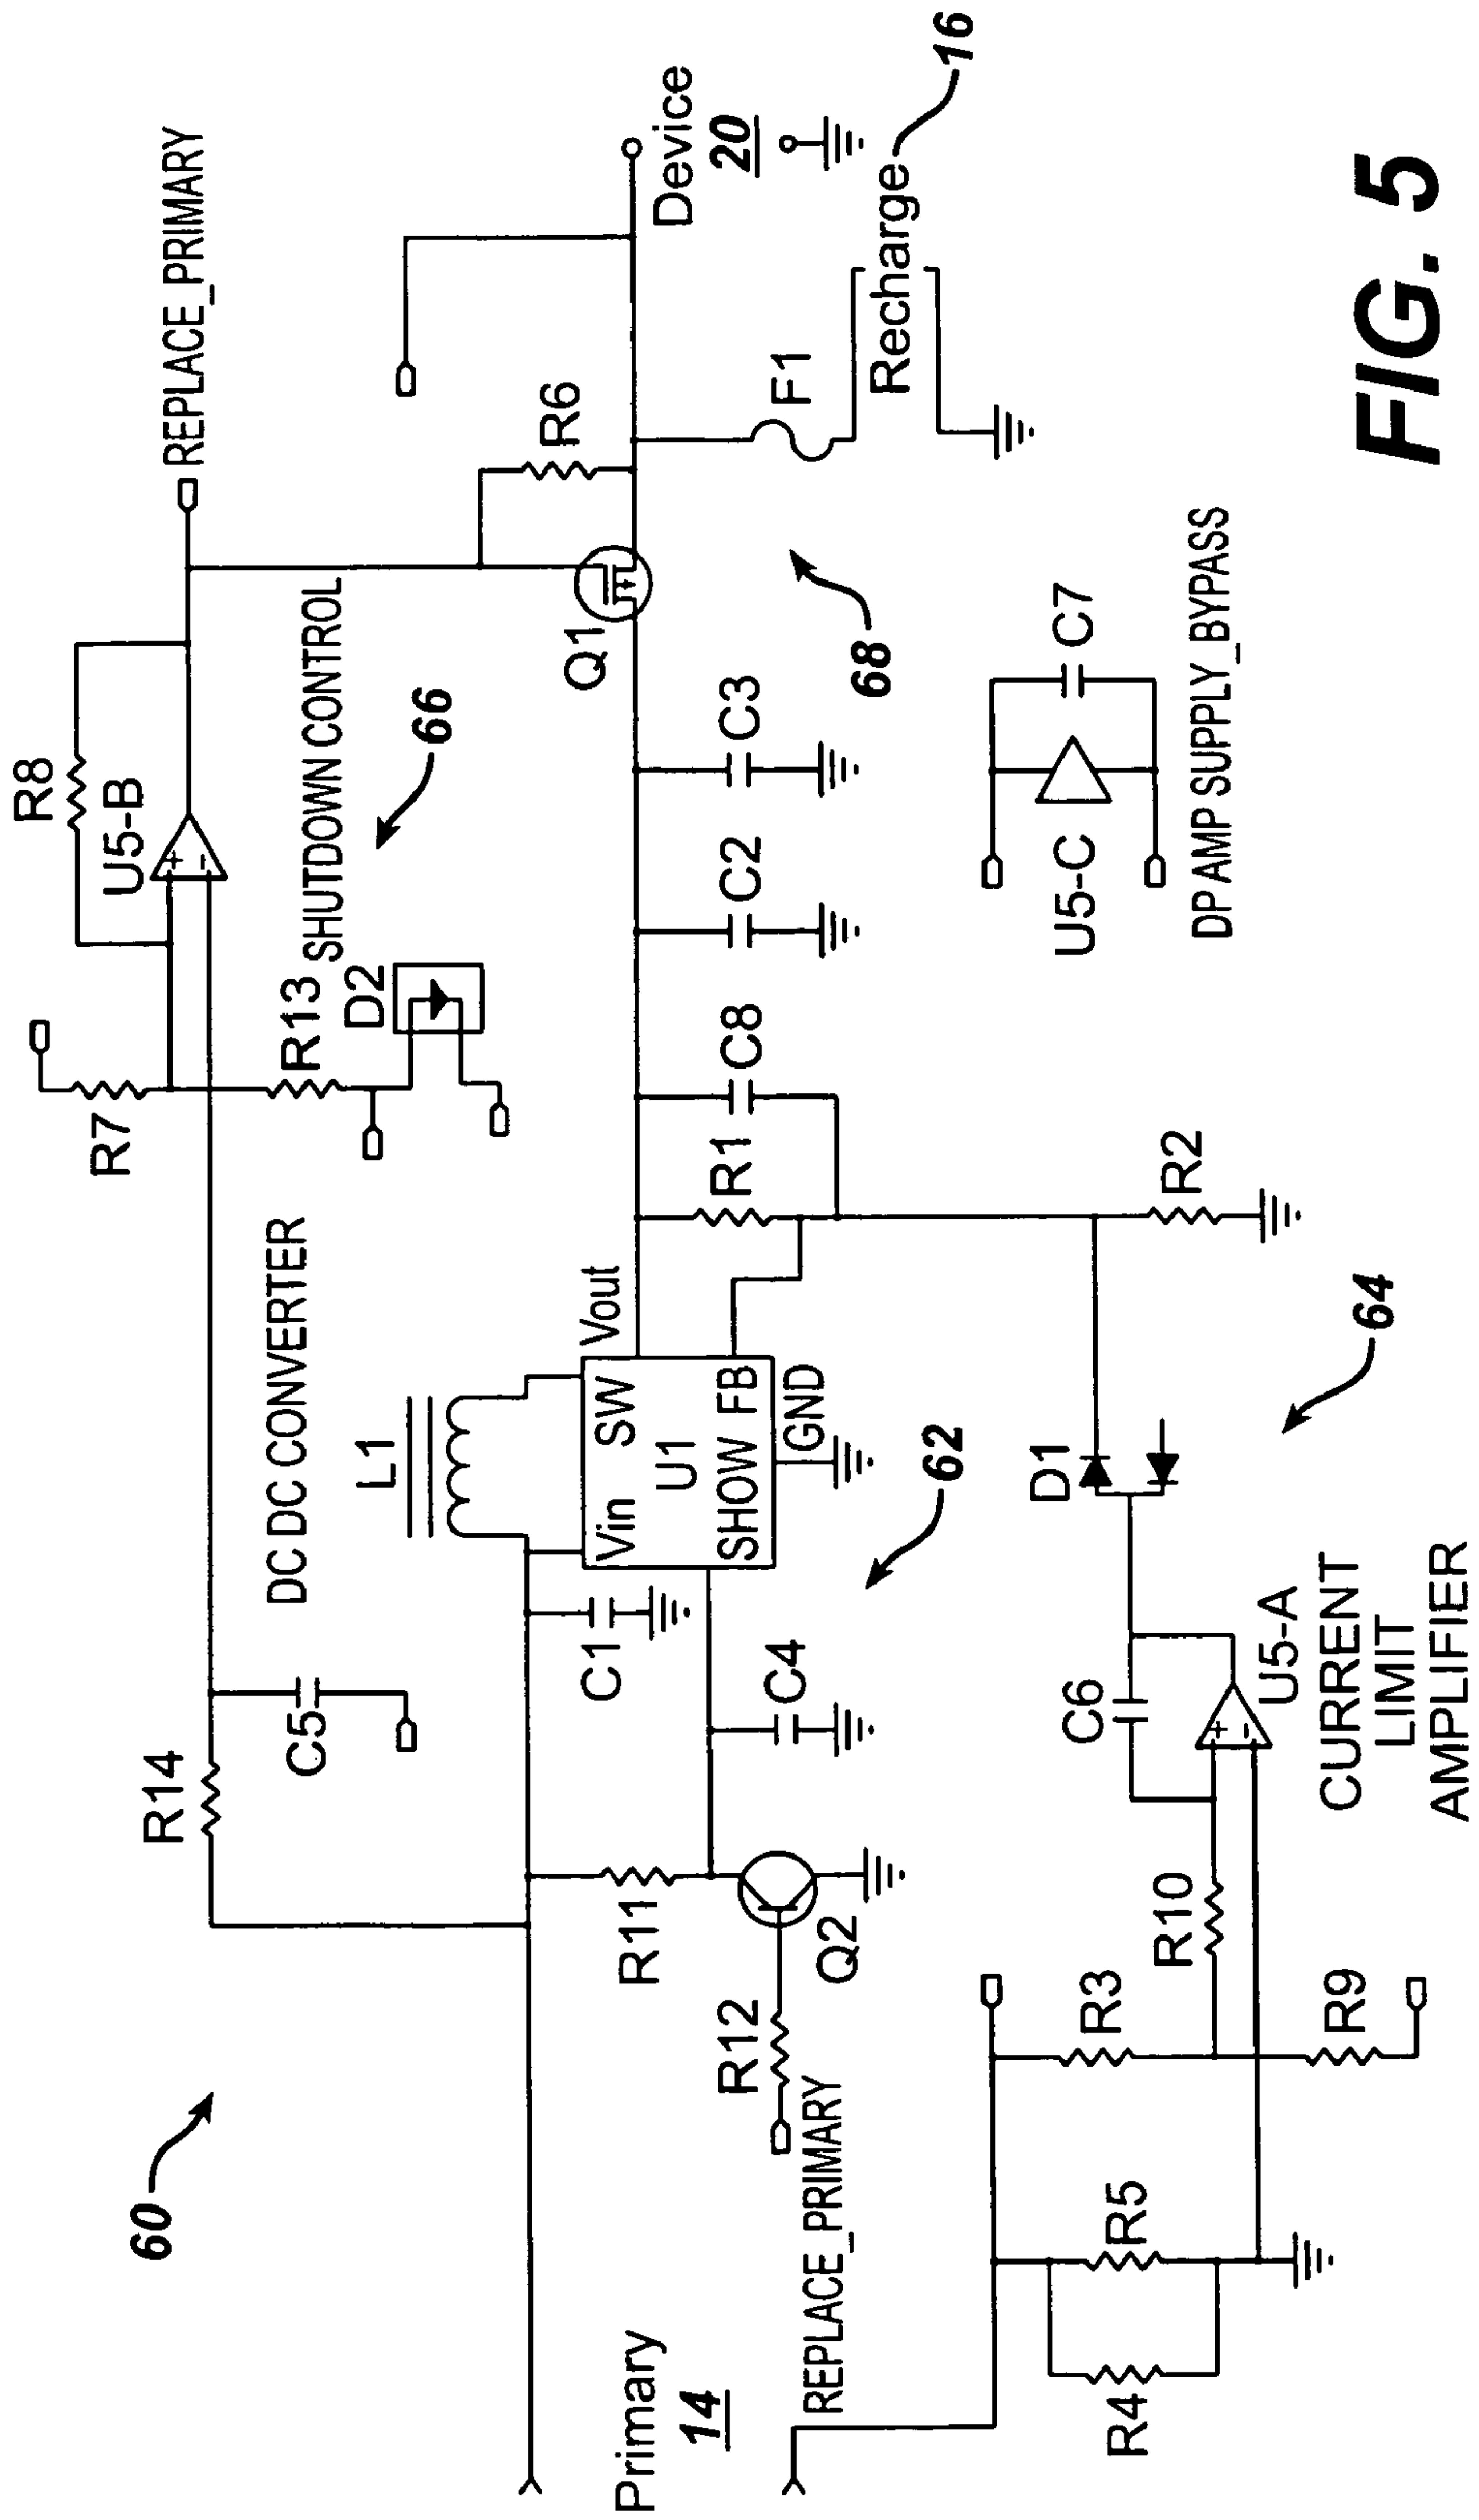 REPLACE_PRIMARY
R8
U5-B
R7
R14
60
SHUTDOWN CONTROL
66
R13
D2
DC DC CONVERTER
C5
L1
R6
Device
20
Q1
F1
Recharge
16
68
C3
C2
C8
R1
Vout
Vin
SW
U1
SHOW
FB
GND
62
C1
C4
R11
Q2
R12
REPLACE_PRIMARY
Primary
14
C7
U5-C
DP AMP SUPPLY_BYPASS
R2
64
D1
C6
U5-A
CURRENT
LIMIT
AMPLIFIER
R10
R3
R9
R5
R4
FIG. 5